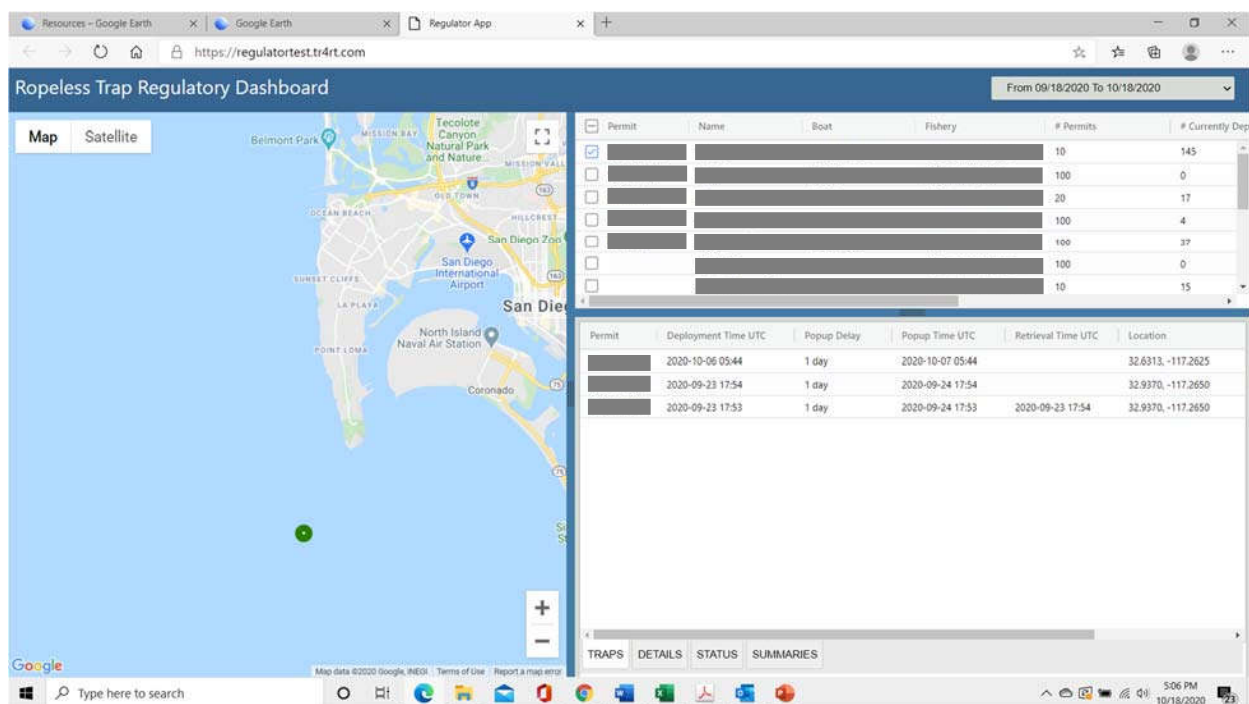 Resources – Google Earth
Google Earth
Regulator App
https://regulatortest.tr4rt.com
Ropeless Trap Regulatory Dashboard
From 09/18/2020 To 10/18/2020
Map Satellite
Belmont Park
MISSION BAY
Tecolote
Canyon
Natural Park
and Nature...
MISSION VALL
163
OLD TOWN
OCEAN BEACH
HILLCREST
San Diego Zoo
San Diego
International
Airport
SUNSET CLIFFS
163
LA PLAYA
San Die
North Island
Naval Air Station
POINT LOMA
Coronado
75
75
Google
Map data ©2020 Google, INEGI Terms of Use Report a map error
Permit Name Boat Fishery # Permits # Currently Dep
10 145
100 0
20 17
100 4
100 37
100 0
10 15
Permit Deployment Time UTC Popup Delay Popup Time UTC Retrieval Time UTC Location
2020-10-06 05:44 1 day 2020-10-07 05:44 32.6313, -117.2625
2020-09-23 17:54 1 day 2020-09-24 17:54 32.9370, -117.2650
2020-09-23 17:53 1 day 2020-09-24 17:53 2020-09-23 17:54 32.9370, -117.2650
TRAPS DETAILS STATUS SUMMARIES
Type here to search
5:06 PM
10/18/2020
23